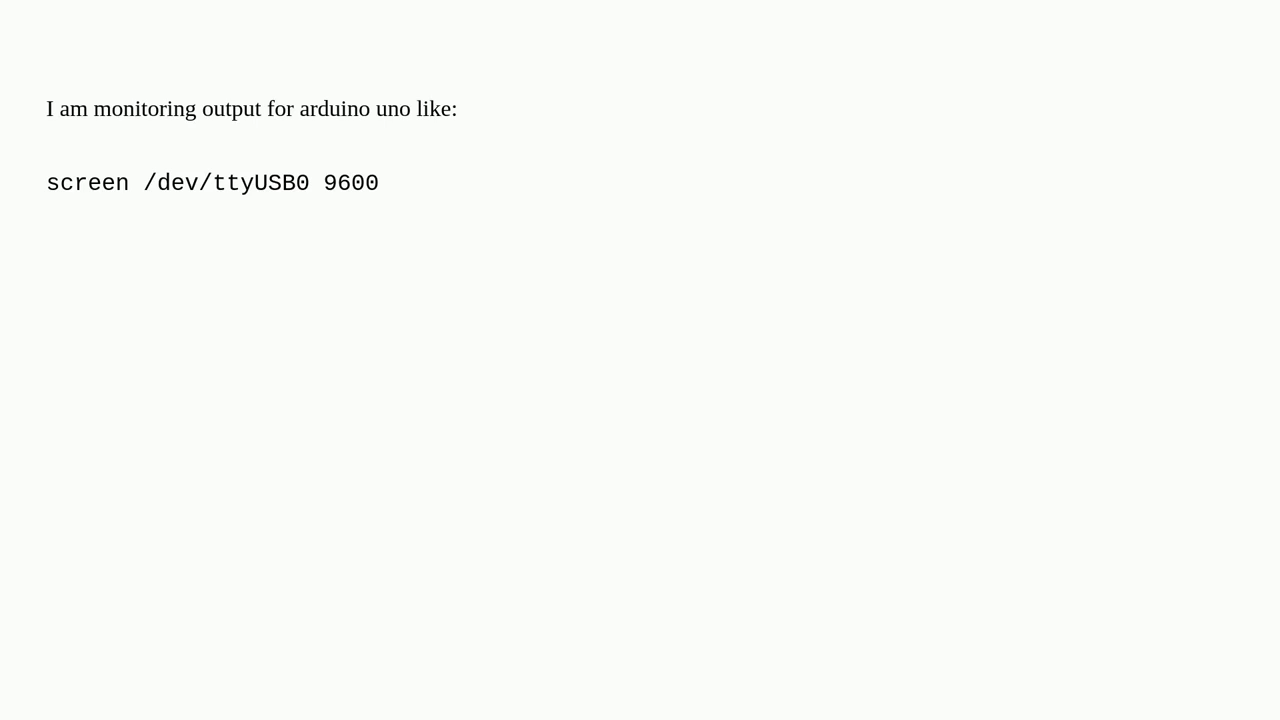 I am monitoring output for arduino uno like:
screen /dev/ttyUSB0 9600